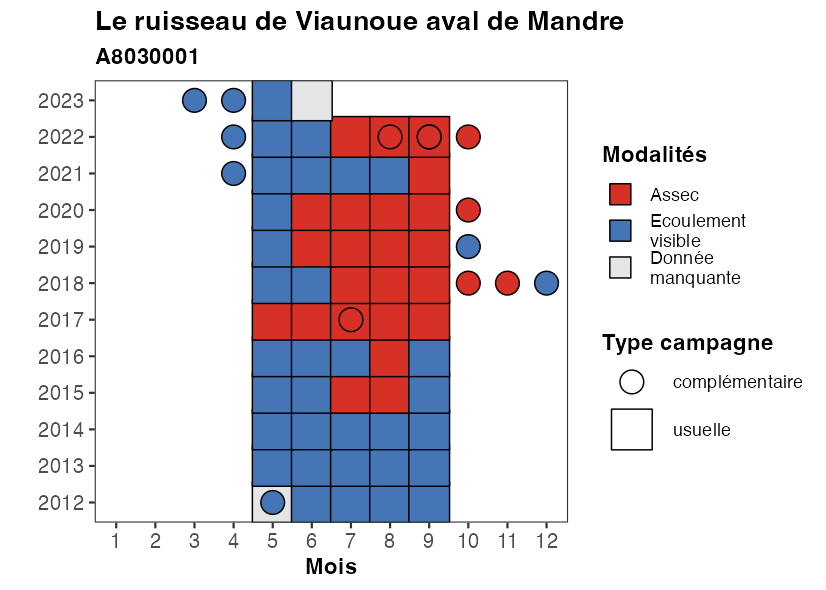 Le ruisseau de Viaunoue aval de Mandre
A8030001
2023
2022
2021
2020
2019
2018
2017
2016
2015
2014
2013
2012
1 2 3 4 5 6 7 8 9 10 11 12
Mois
Modalités
Assec
Ecoulement
visible
Donnée
manquante
Type campagne
complémentaire
usuelle